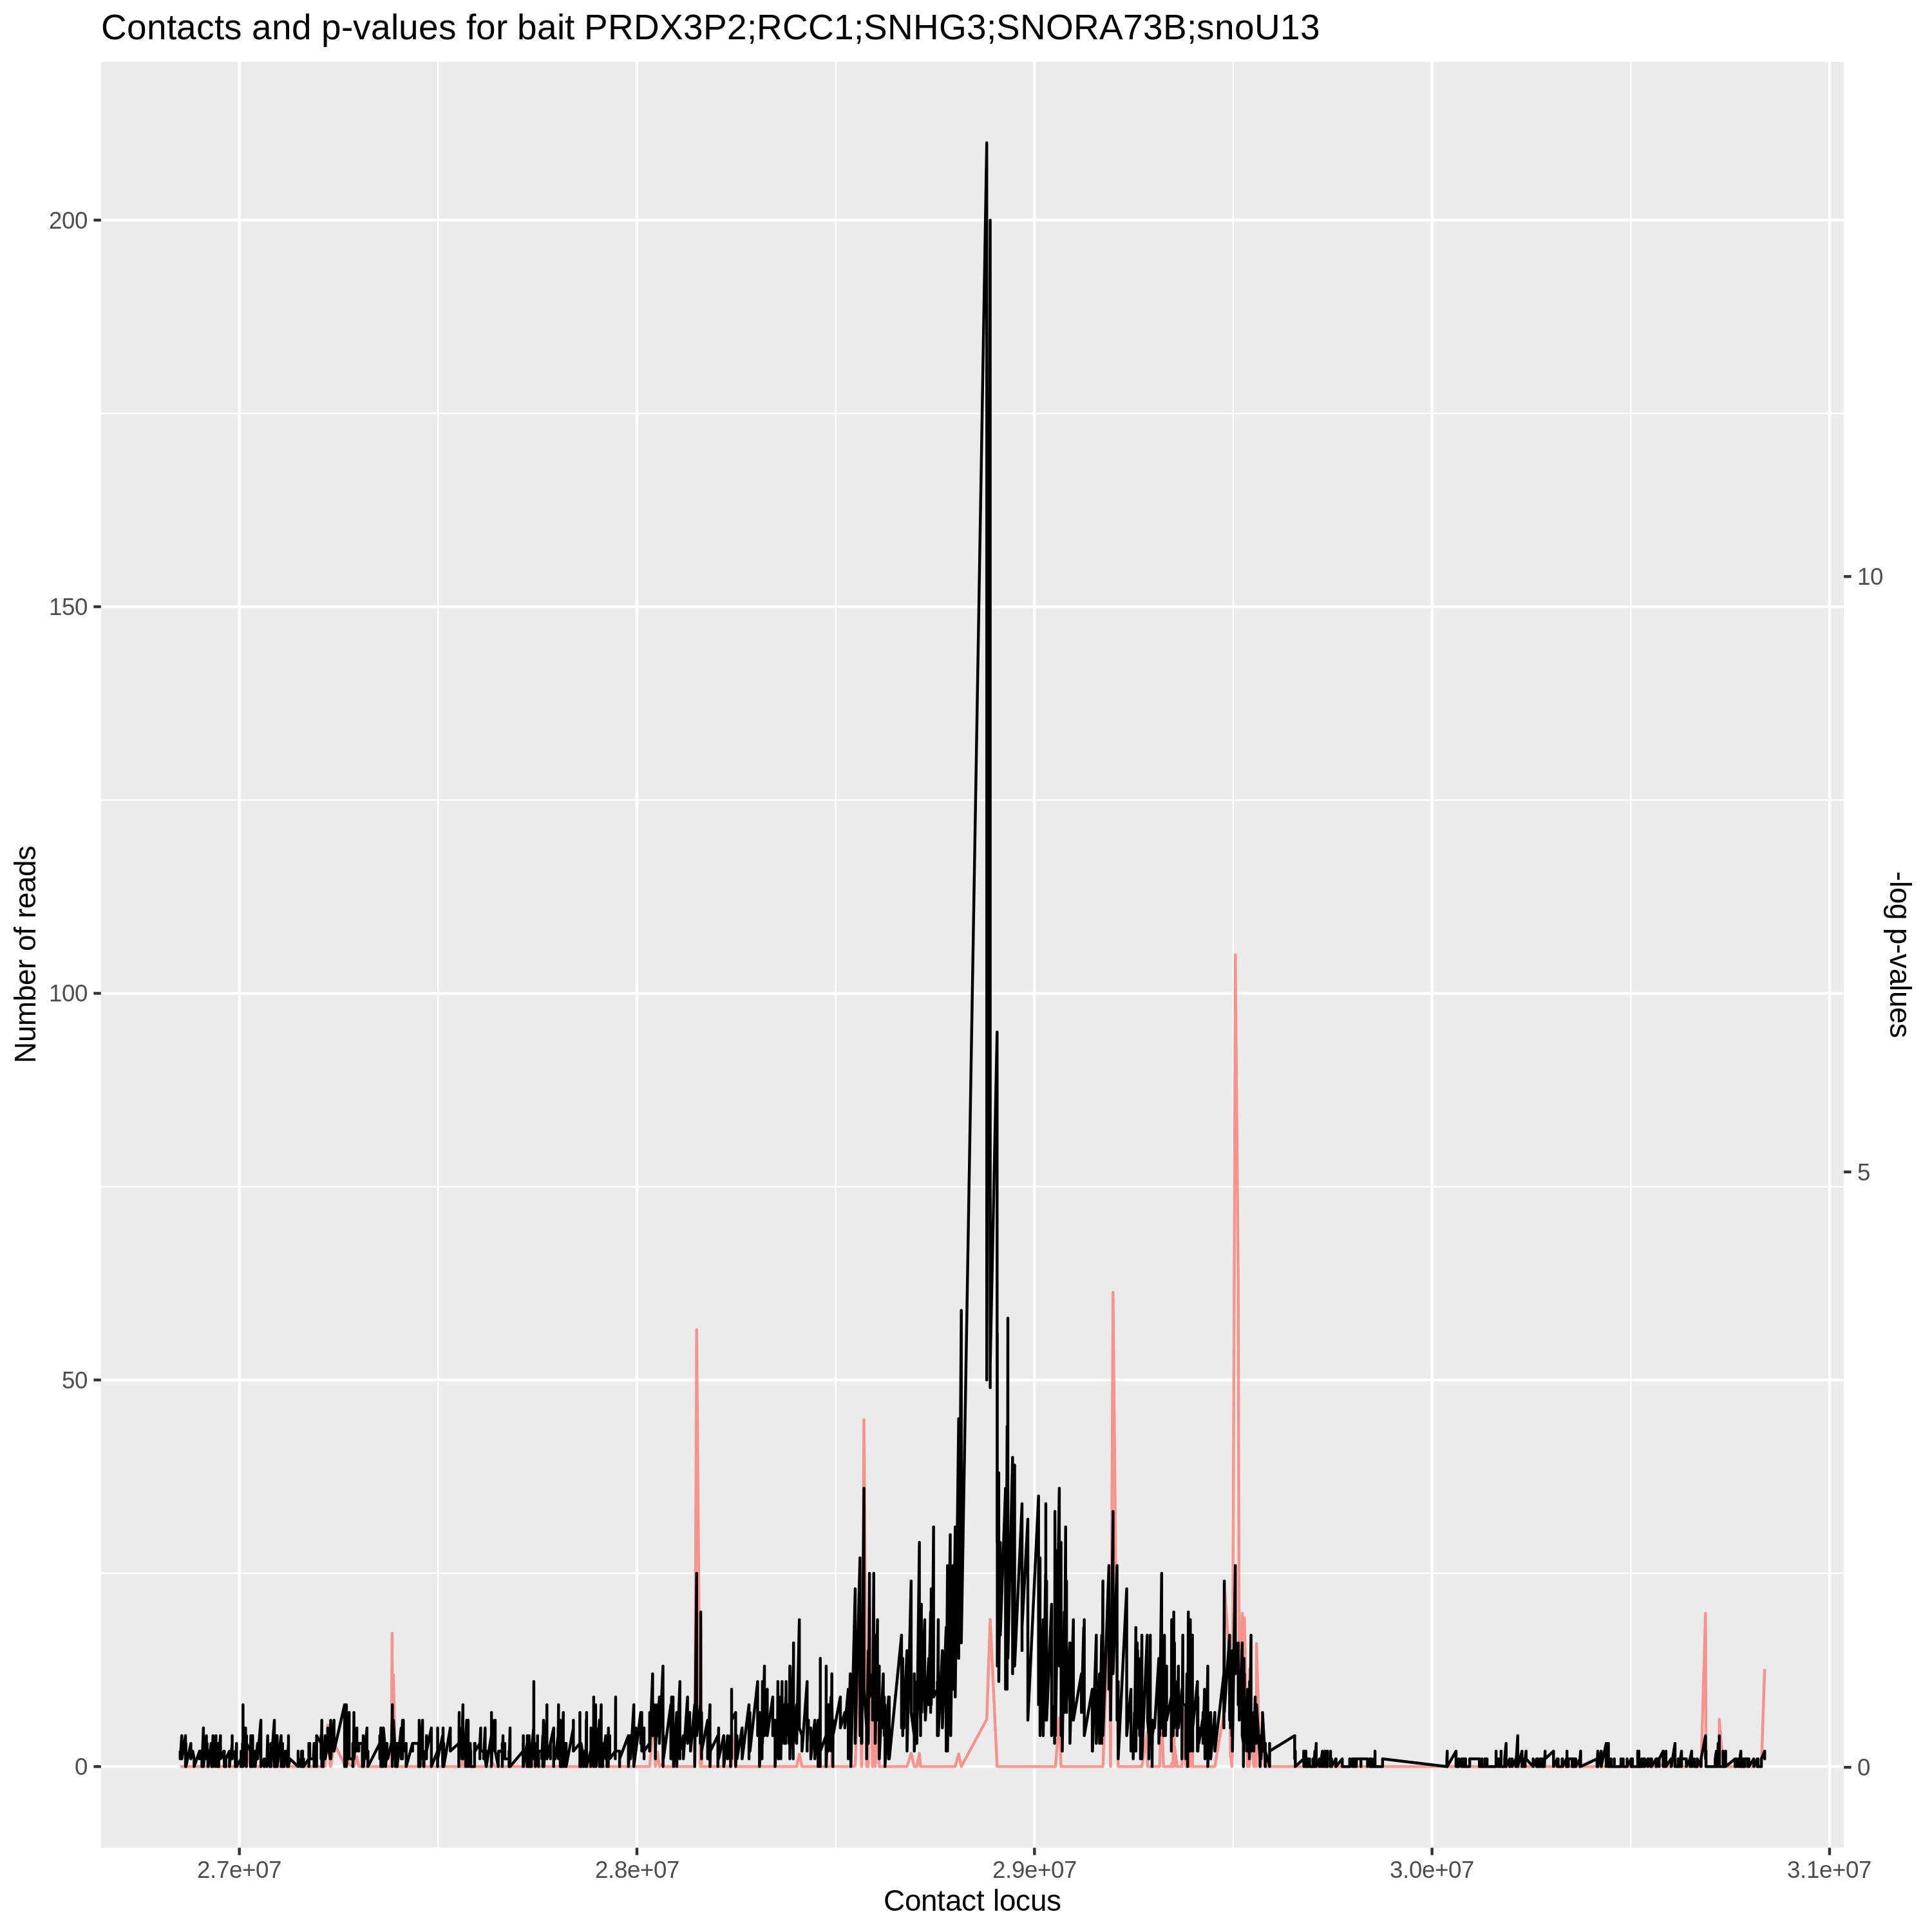 Contacts and p-values for bait PRDX3P2;RCC1;SNHG3;SNORA73B;snoU13
Number of reads
200
150
100
50
0
10
5
0
-log p-values
2.7e+07 2.8e+07 2.9e+07 3.0e+07 3.1e+07
Contact locus